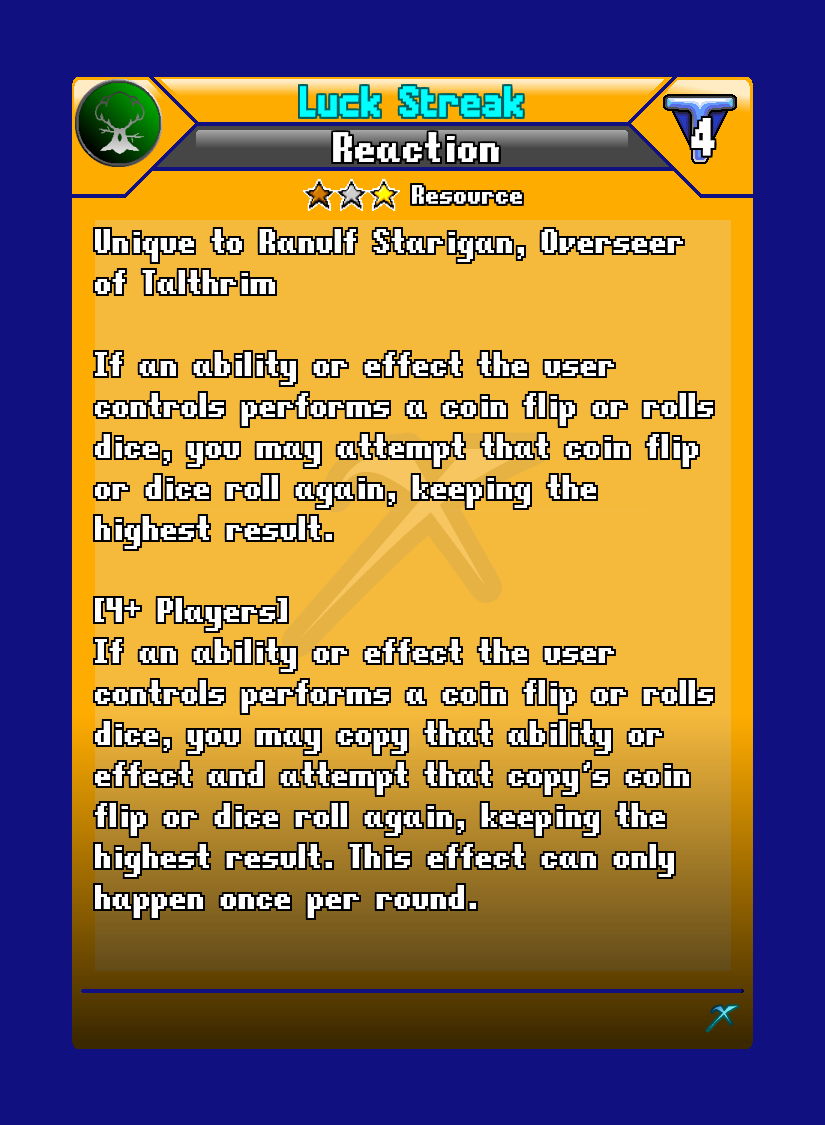 Luck Streak
4
Reaction
Resource
Unique to Ranulf Starigan, Overseer
of Talthrim
If an ability or effect the user
controls performs a coin flip or rolls
dice, you may attempt that coin flip
or dice roll again, keeping the
highest result.
[4+ Players]
If an ability or effect the user
controls performs a coin flip or rolls
dice, you may copy that ability or
effect and attempt that copy's coin
flip or dice roll again, keeping the
highest result. This effect can only
happen once per round.